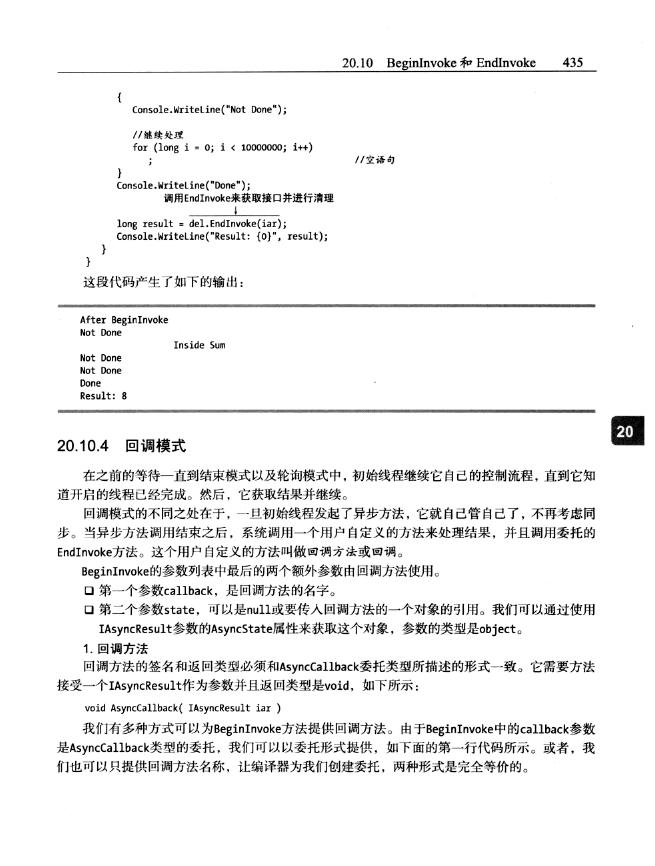 20.10 BeginInvoke 和 EndInvoke 435
{
Console.WriteLine("Not Done");
//继续处理
for (long i = 0; i < 10000000; i++)
; //空语句
}
Console.WriteLine("Done");
调用EndInvoke来获取接口并进行清理
↓
long result = del.EndInvoke(iar);
Console.WriteLine("Result: {0}", result);
}
}
这段代码产生了如下的输出：
After BeginInvoke
Not Done
Inside Sum
Not Done
Not Done
Done
Result: 8
20
20.10.4 回调模式
在之前的等待一直到结束模式以及轮询模式中，初始线程继续它自己的控制流程，直到它知
道开启的线程已经完成。然后，它获取结果并继续。
回调模式的不同之处在于，一旦初始线程发起了异步方法，它就自己管自己了，不再考虑同
步。当异步方法调用结束之后，系统调用一个用户自定义的方法来处理结果，并且调用委托的
EndInvoke方法。这个用户自定义的方法叫做回调方法或回调。
BeginInvoke的参数列表中最后的两个额外参数由回调方法使用。
❑ 第一个参数callback，是回调方法的名字。
❑ 第二个参数state，可以是null或要传入回调方法的一个对象的引用。我们可以通过使用
IAsyncResult参数的AsyncState属性来获取这个对象，参数的类型是object。
1. 回调方法
回调方法的签名和返回类型必须和AsyncCallback委托类型所描述的形式一致。它需要方法
接受一个IAsyncResult作为参数并且返回类型是void，如下所示：
void AsyncCallback( IAsyncResult iar )
我们有多种方式可以为BeginInvoke方法提供回调方法。由于BeginInvoke中的callback参数
是AsyncCallback类型的委托，我们可以以委托形式提供，如下面的第一行代码所示。或者，我
们也可以只提供回调方法名称，让编译器为我们创建委托，两种形式是完全等价的。